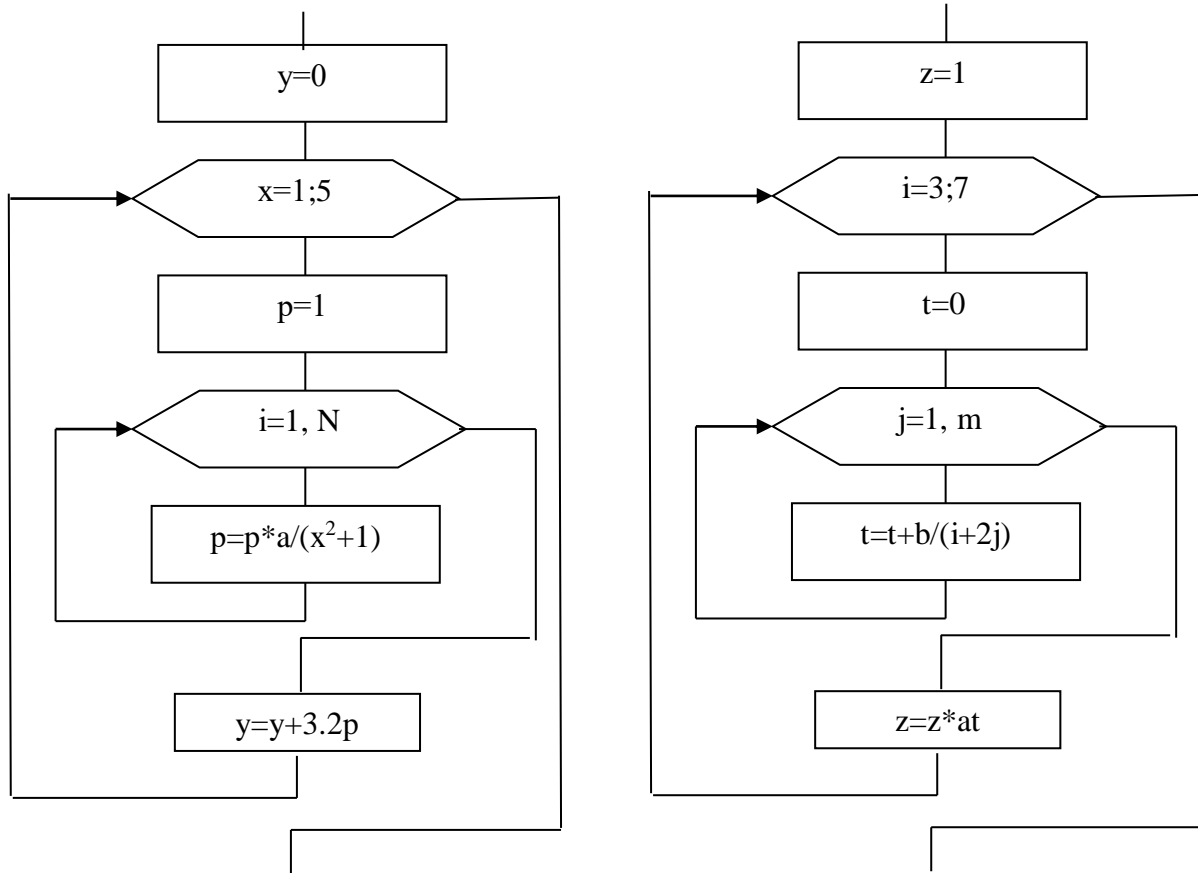 y=0
x=1;5
p=1
i=1, N
p=p*a/(x²+1)
y=y+3.2p
z=1
i=3;7
t=0
j=1, m
t=t+b/(i+2j)
z=z*at